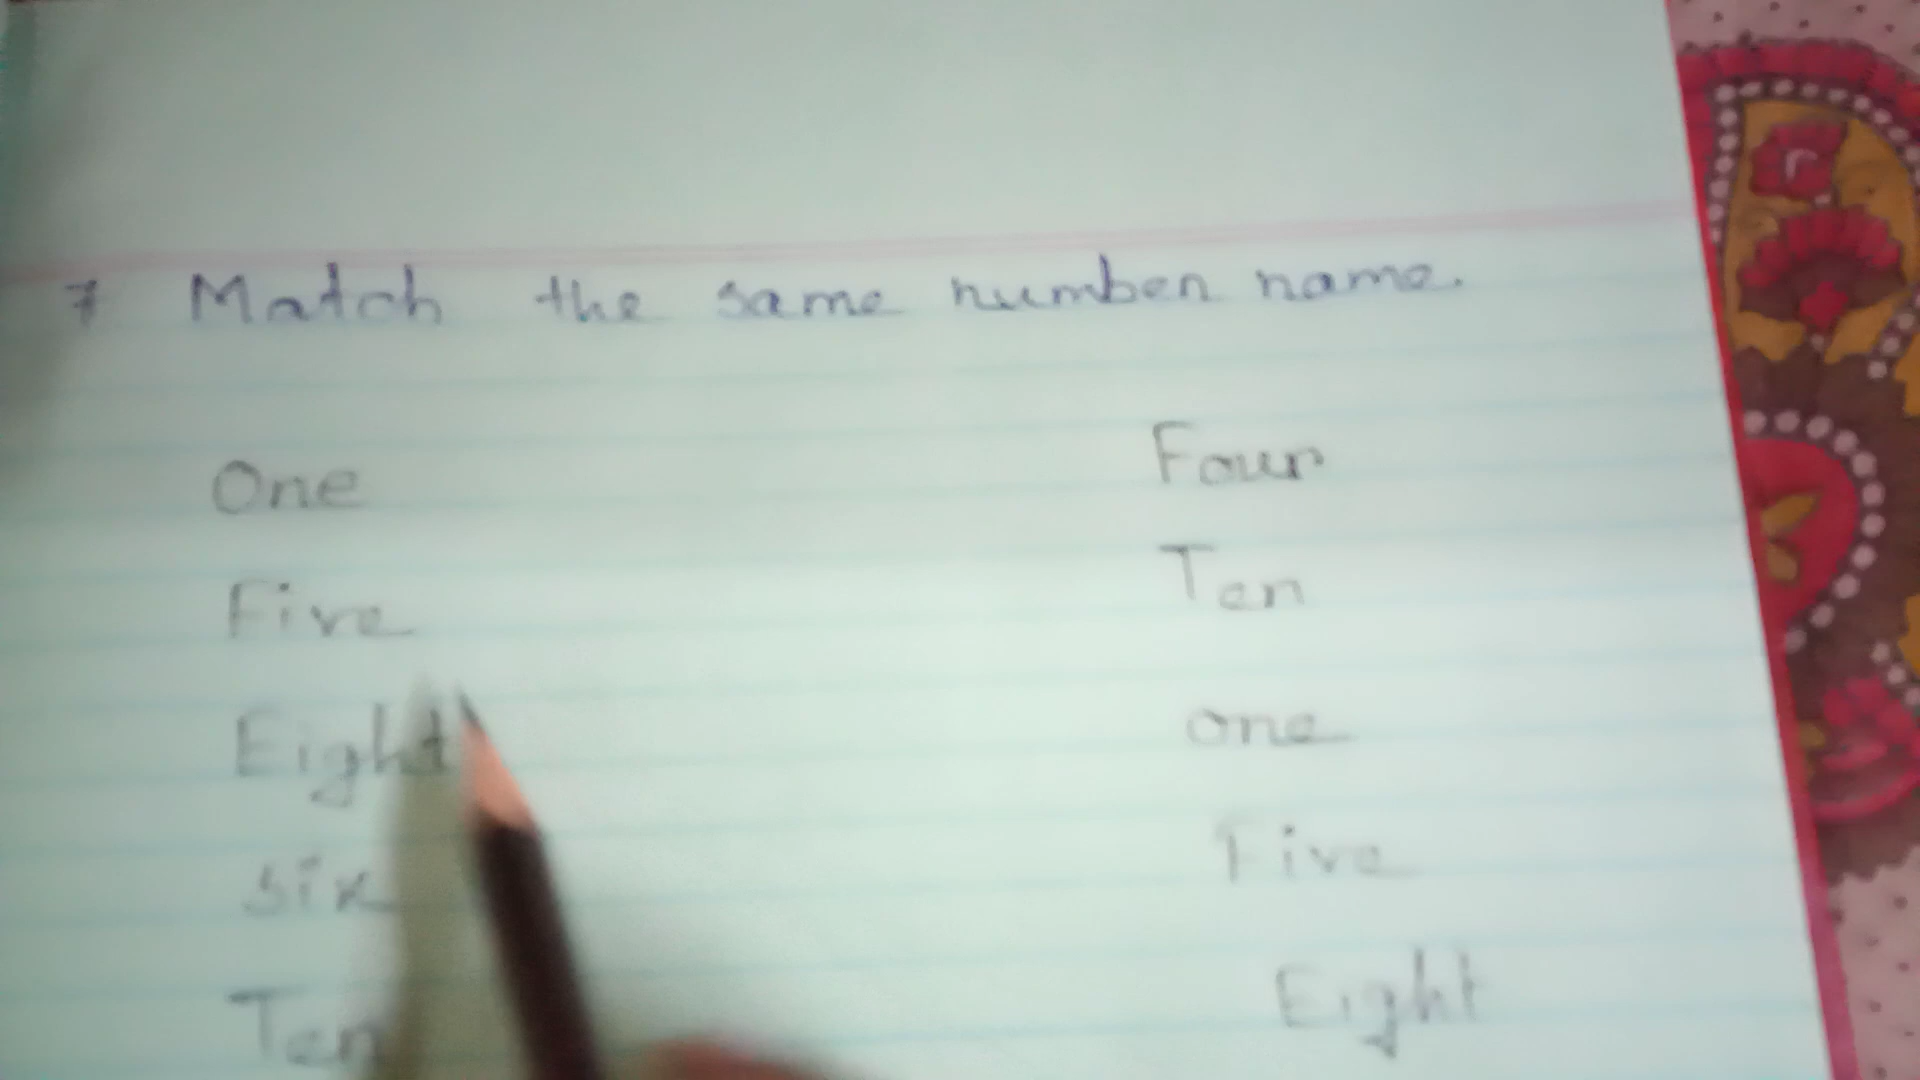 7 Match the same number name.
One Four
Five Ten
Eight one
Six Five
Ten Eight